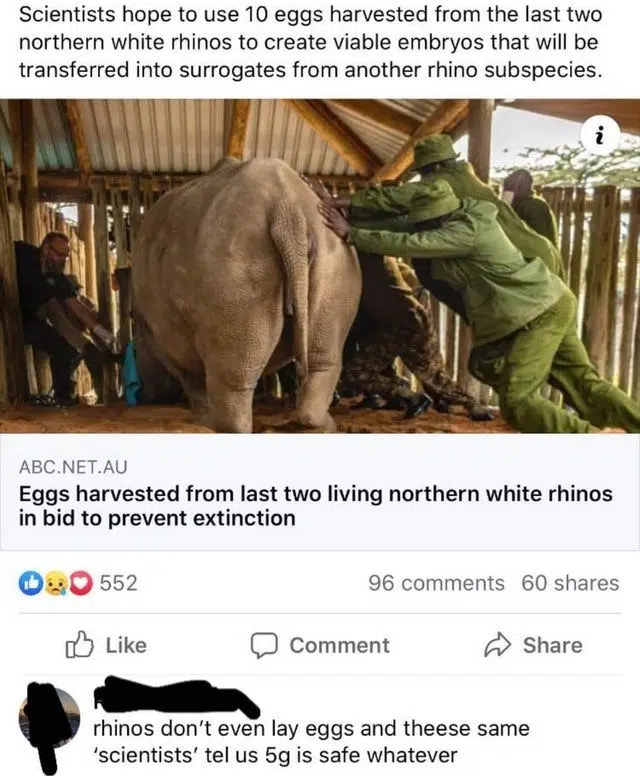 Scientists hope to use 10 eggs harvested from the last two
northern white rhinos to create viable embryos that will be
transferred into surrogates from another rhino subspecies.
i
ABC.NET.AU
Eggs harvested from last two living northern white rhinos
in bid to prevent extinction
552
96 comments 60 shares
Like Comment Share
rhinos don't even lay eggs and theese same
'scientists' tel us 5g is safe whatever